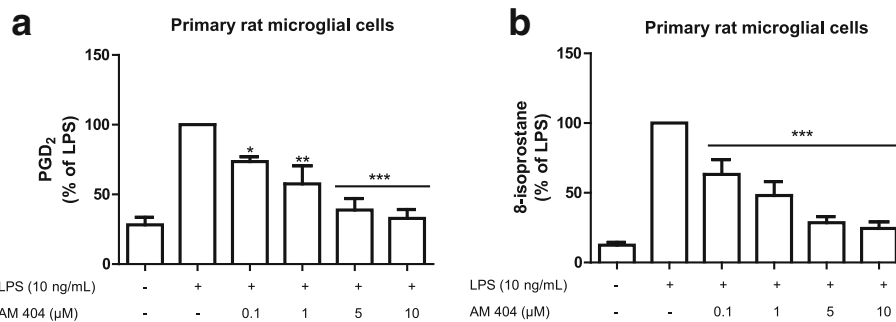 a
Primary rat microglial cells
150
100
50
0
PGD2
(% of LPS)
*
**
***
LPS (10 ng/mL) - + + + + +
AM 404 (µM) - - 0.1 1 5 10
b
Primary rat microglial cells
150
100
50
0
8-isoprostane
(% of LPS)
***
LPS (10 ng/mL) - + + + + +
AM 404 (µM) - - 0.1 1 5 10